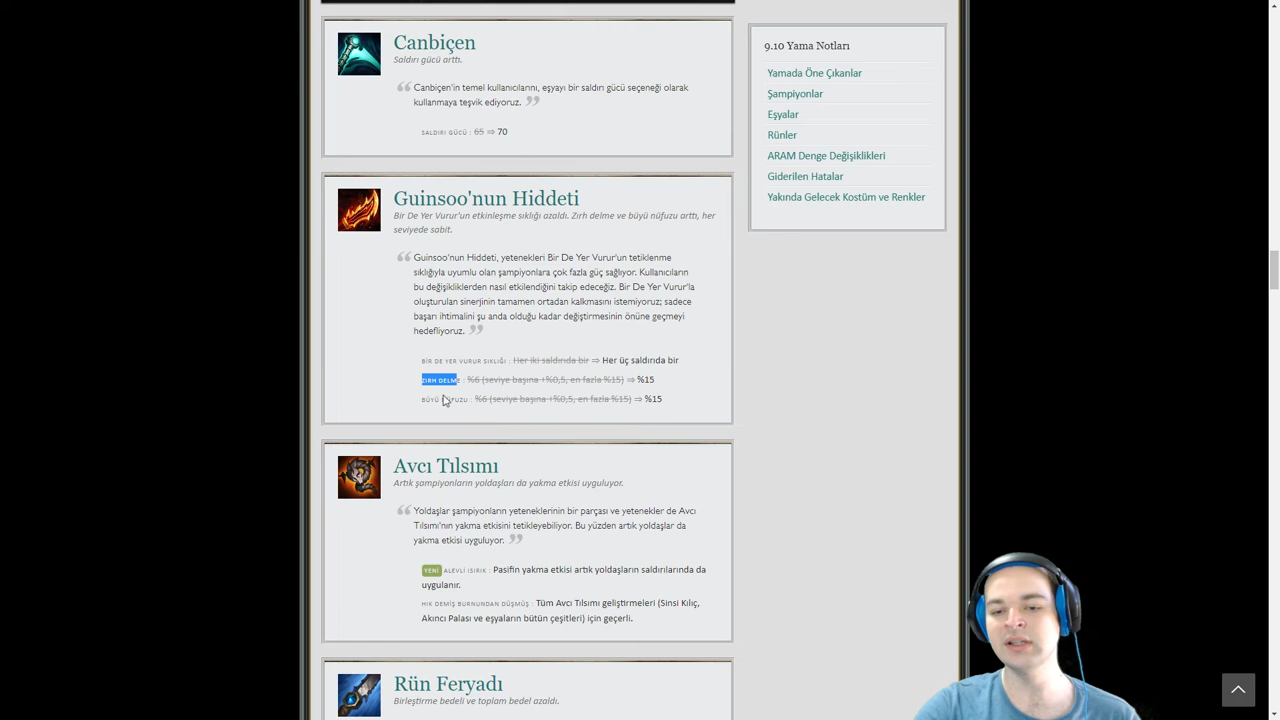 Canbiçen
Saldırı gücü arttı.
Canbiçen'in temel kullanıcılarını, eşyayı bir saldırı gücü seçeneği olarak
kullanmaya teşvik ediyoruz.
SALDIRI GÜCÜ : 65 ⇒ 70
Guinsoo'nun Hiddeti
Bir De Yer Vurur'un etkinleşme sıklığı azaldı. Zırh delme ve büyü nüfuzu arttı, her
seviyede sabit.
Guinsoo'nun Hiddeti, yetenekleri Bir De Yer Vurur'un tetiklenme
sıklığıyla uyumlu olan şampiyonlara çok fazla güç sağlıyor. Kullanıcıların
bu değişikliklerden nasıl etkilendiğini takip edeceğiz. Bir De Yer Vurur'la
oluşturulan sinerjinin tamamen ortadan kalkmasını istemiyoruz; sadece
başarı ihtimalini şu anda olduğu kadar değiştirmesinin önüne geçmeyi
hedefliyoruz.
BİR DE YER VURUR SIKLIĞI : Her iki saldırıda bir ⇒ Her üç saldırıda bir
ZIRH DELME : %6 (seviye başına +%0,5, en fazla %15) ⇒ %15
BÜYÜ NÜFUZU : %6 (seviye başına +%0,5, en fazla %15) ⇒ %15
Avcı Tılsımı
Artık şampiyonların yoldaşları da yakma etkisi uyguluyor.
Yoldaşlar şampiyonların yeteneklerinin bir parçası ve yetenekler de Avcı
Tılsımı'nın yakma etkisini tetikleyebiliyor. Bu yüzden artık yoldaşlar da
yakma etkisi uyguluyor.
YENİ ALEVLİ ISIRIK : Pasifin yakma etkisi artık yoldaşların saldırılarında da
uygulanır.
HIK DEMİŞ BURNUNDAN DÜŞMÜŞ : Tüm Avcı Tılsımı geliştirmeleri (Sinsi Kılıç,
Akıncı Palası ve eşyaların bütün çeşitleri) için geçerli.
Rün Feryadı
Birleştirme bedeli ve toplam bedel azaldı.
9.10 Yama Notları
Yamada Öne Çıkanlar
Şampiyonlar
Eşyalar
Rünler
ARAM Denge Değişiklikleri
Giderilen Hatalar
Yakında Gelecek Kostüm ve Renkler